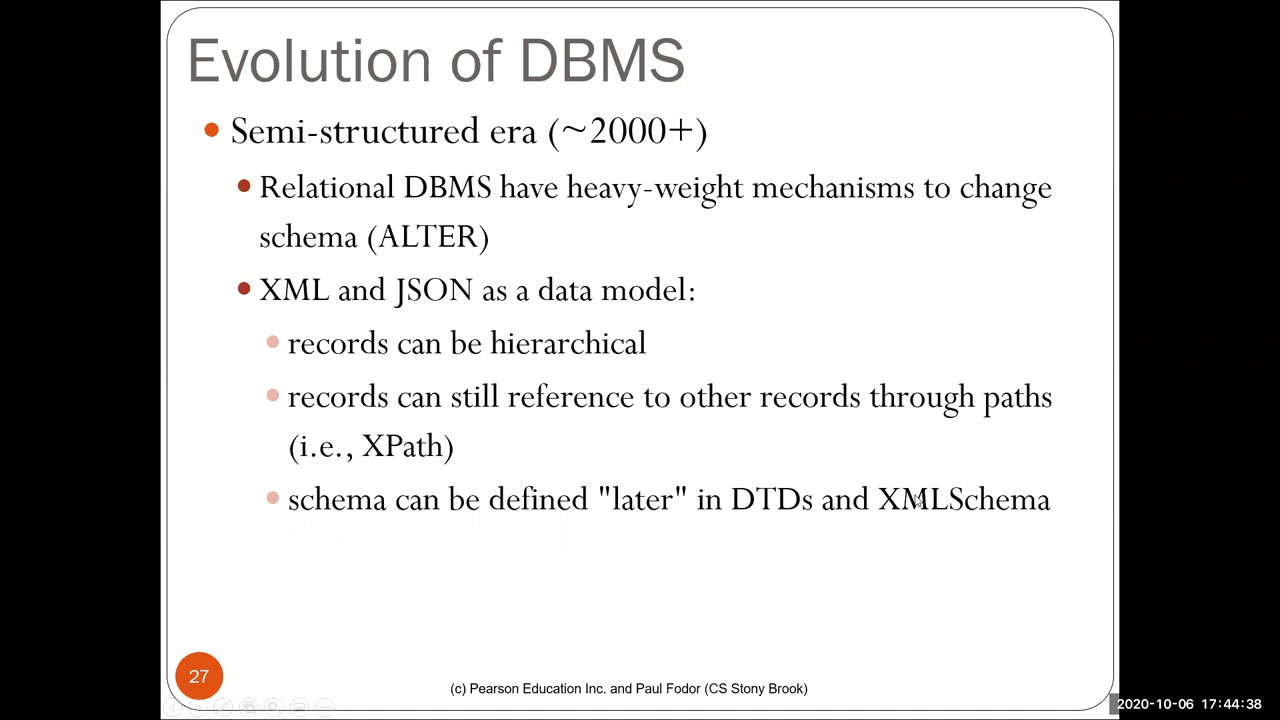 Evolution of DBMS
Semi-structured era (~2000+)
Relational DBMS have heavy-weight mechanisms to change
schema (ALTER)
XML and JSON as a data model:
records can be hierarchical
records can still reference to other records through paths
(i.e., XPath)
schema can be defined "later" in DTDs and XMLSchema
27
(c) Pearson Education Inc. and Paul Fodor (CS Stony Brook)
2020-10-06 17:44:38